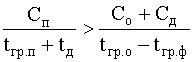 Cп / (tгр.п + tд) > (Cо + Cд) / (tгр.о − tгр.ф)